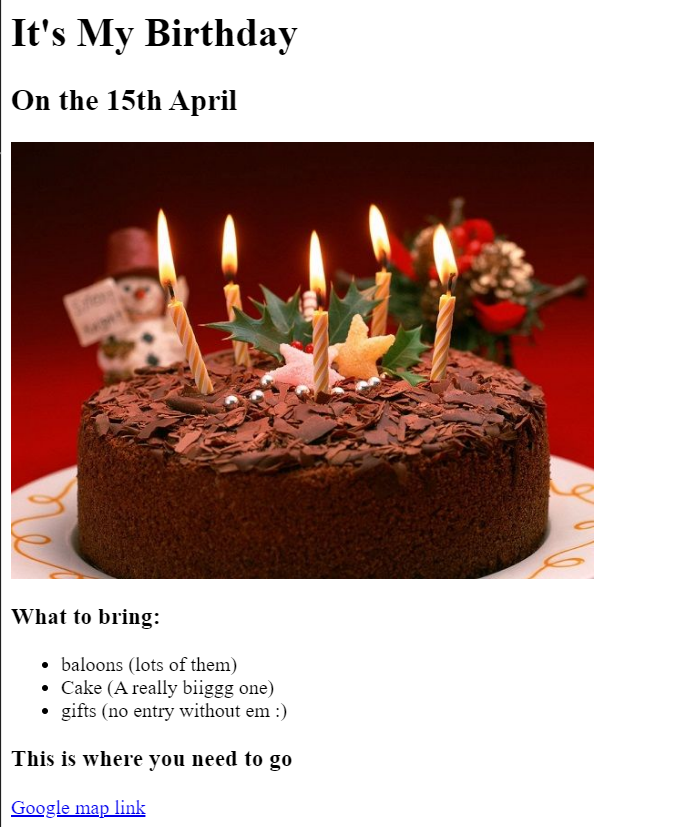 It's My Birthday
On the 15th April
What to bring:
baloons (lots of them)
Cake (A really biiggg one)
gifts (no entry without em :)
This is where you need to go
Google map link